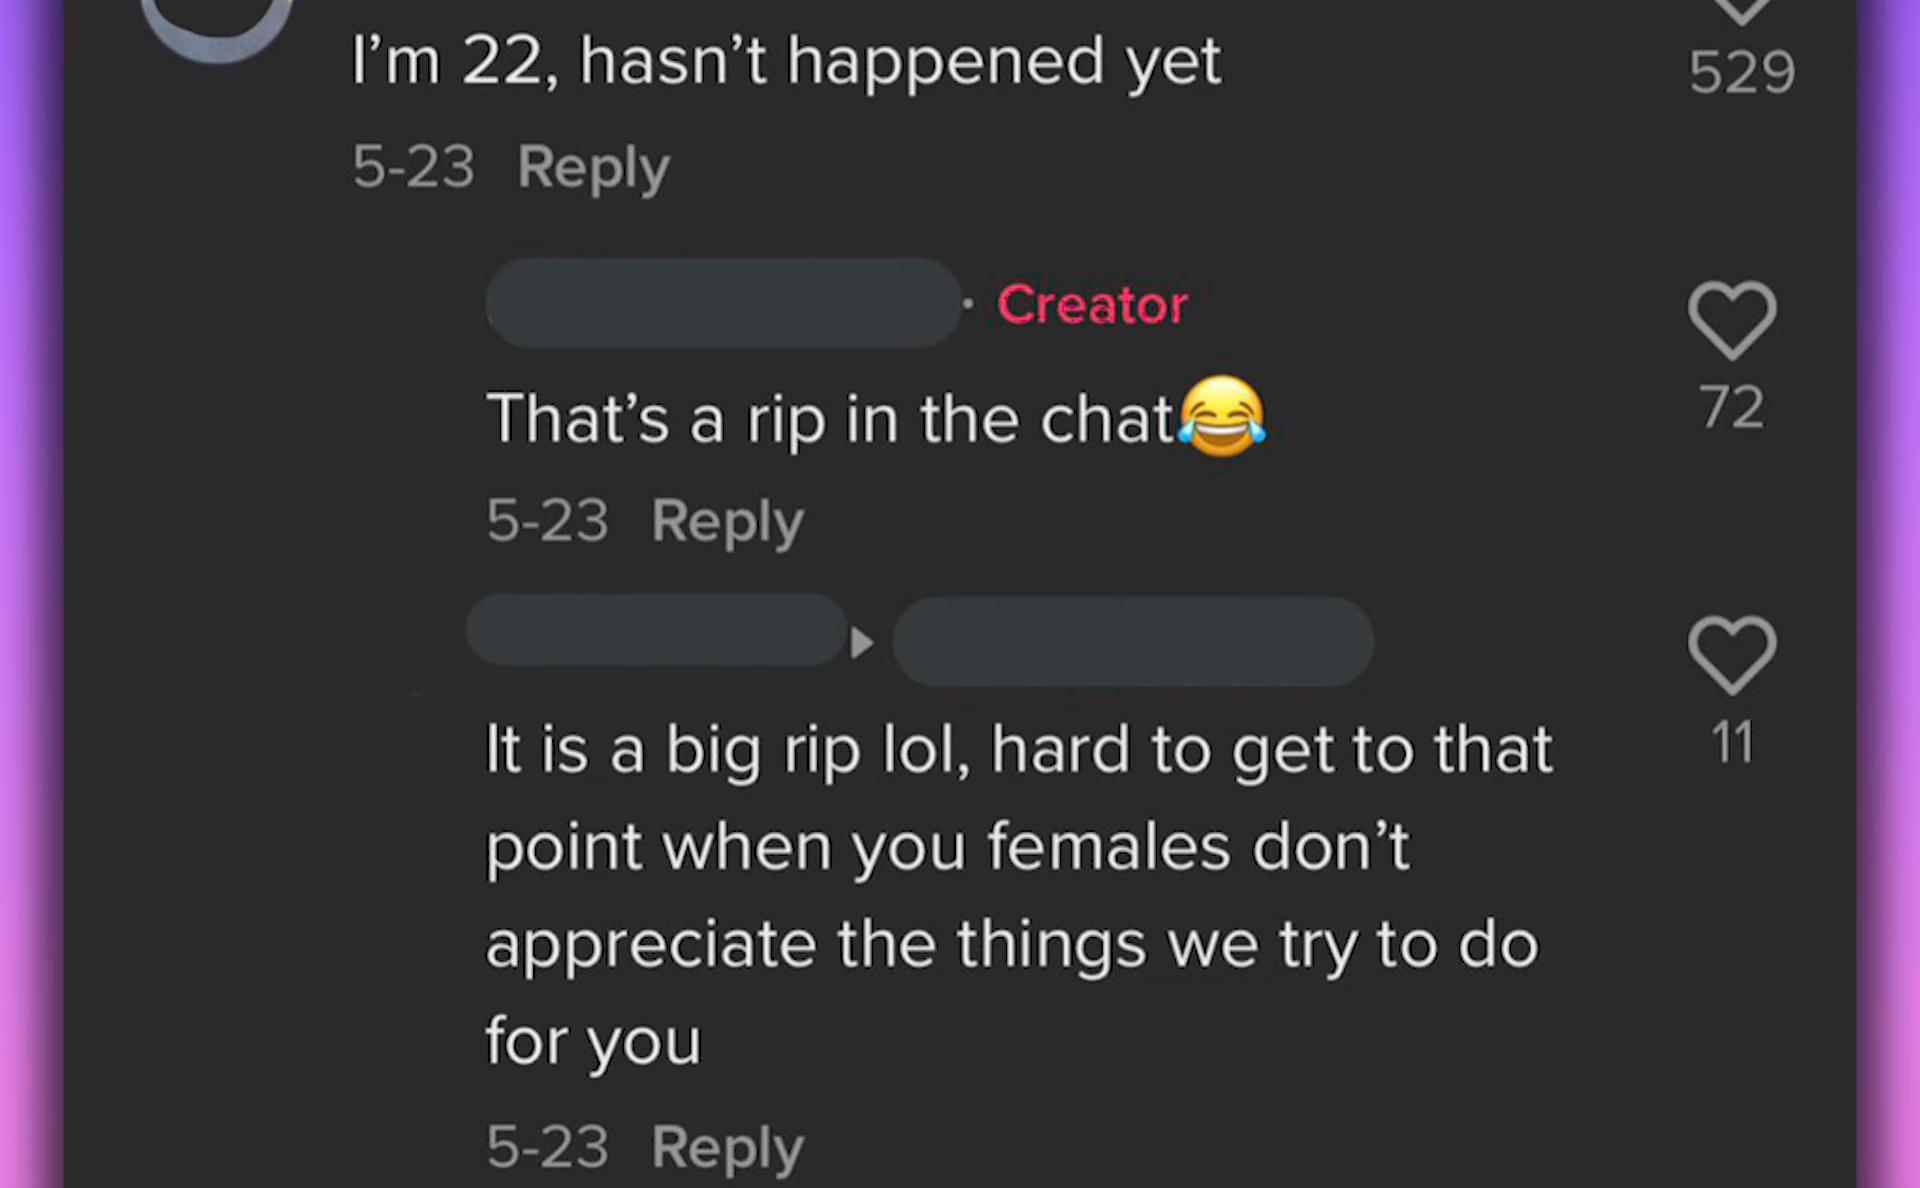 I’m 22, hasn’t happened yet
529
5-23 Reply
· Creator
That’s a rip in the chat😂
72
5-23 Reply
It is a big rip lol, hard to get to that
point when you females don’t
appreciate the things we try to do
for you
11
5-23 Reply